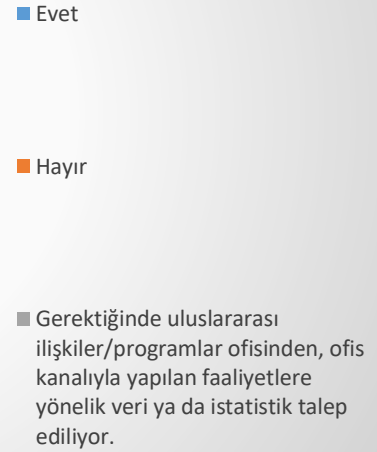 Evet
Hayır
Gerektiğinde uluslararası
ilişkiler/programlar ofisinden, ofis
kanalıyla yapılan faaliyetlere
yönelik veri ya da istatistik talep
ediliyor.